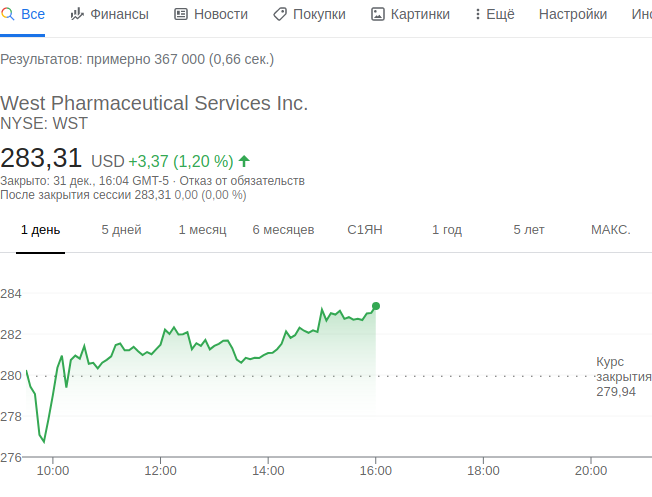 Все Финансы Новости Покупки Картинки Ещё Настройки
Результатов: примерно 367 000 (0,66 сек.)
West Pharmaceutical Services Inc.
NYSE: WST
283,31 USD +3,37 (1,20 %)
Закрыто: 31 дек., 16:04 GMT-5 · Отказ от обязательств
После закрытия сессии 283,31 0,00 (0,00 %)
1 день 5 дней 1 месяц 6 месяцев С1ЯН 1 год 5 лет МАКС.
284
282
Курс
280 закрытия
279,94
278
276
10:00 12:00 14:00 16:00 18:00 20:00